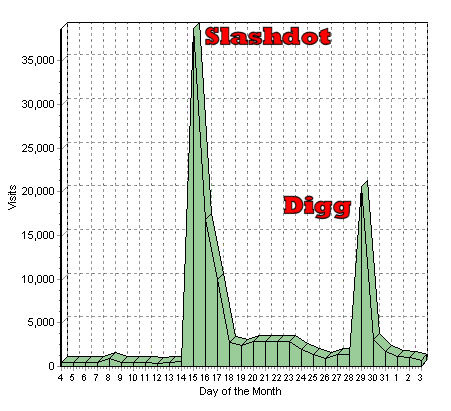 Slashdot
35,000
30,000
25,000
Visits
20,000
Digg
15,000
10,000
5,000
0
4 5 6 7 8 9 10 11 12 13 14 15 16 17 18 19 20 21 22 23 24 25 26 27 28 29 30 31 1 2 3
Day of the Month